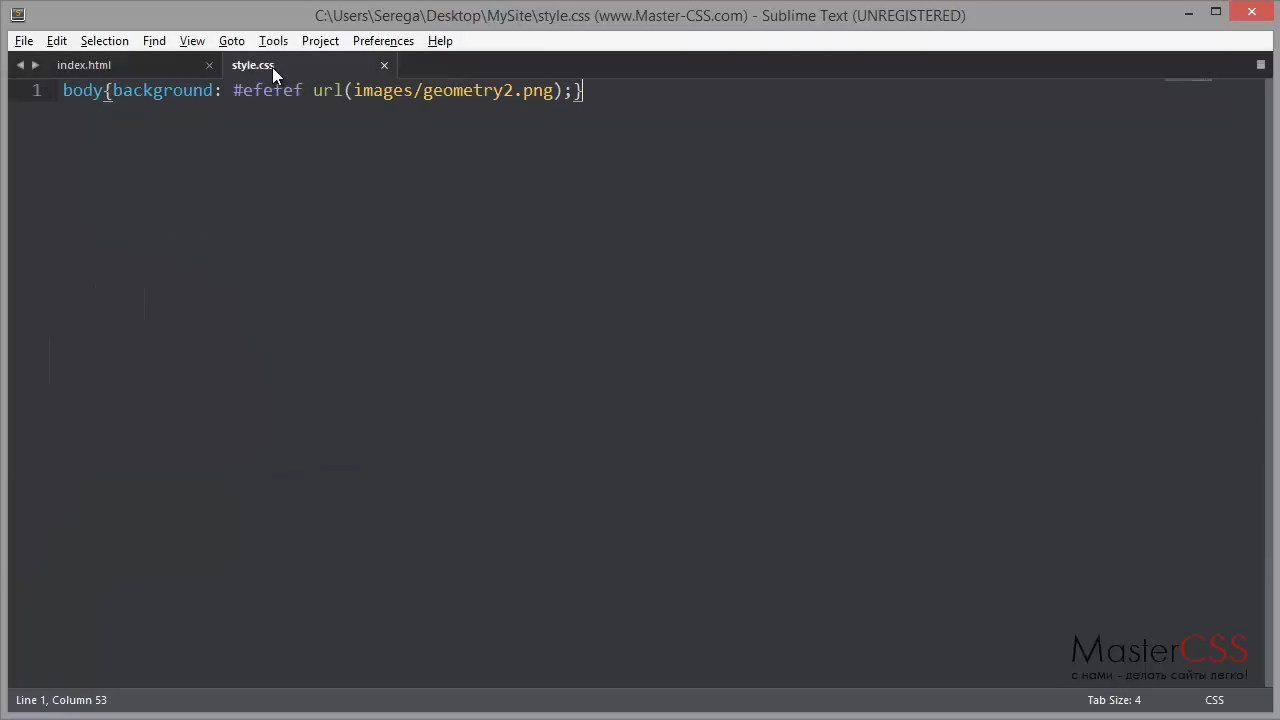 C:\Users\Serega\Desktop\MySite\style.css (www.Master-CSS.com) - Sublime Text (UNREGISTERED)
File Edit Selection Find View Goto Tools Project Preferences Help
index.html style.css
1 body{background: #efefef url(images/geometry2.png);}
MasterCSS
с нами - делать сайты легко!
Line 1, Column 53 Tab Size: 4 CSS